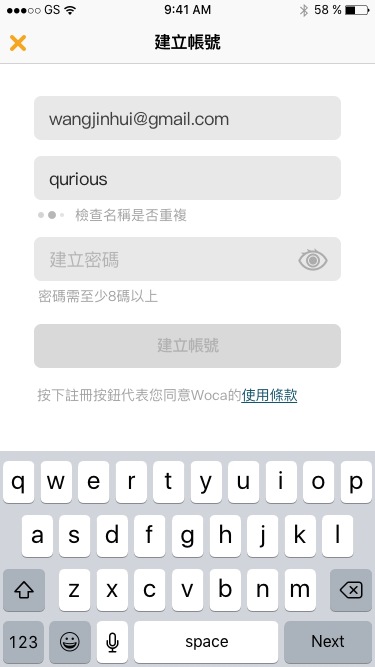 GS 9:41 AM 58 %
建立帳號
wangjinhui@gmail.com
qurious
檢查名稱是否重複
建立密碼
密碼需至少8碼以上
建立帳號
按下註冊按鈕代表您同意Woca的使用條款
q w e r t y u i o p
a s d f g h j k l
z x c v b n m
123 space Next